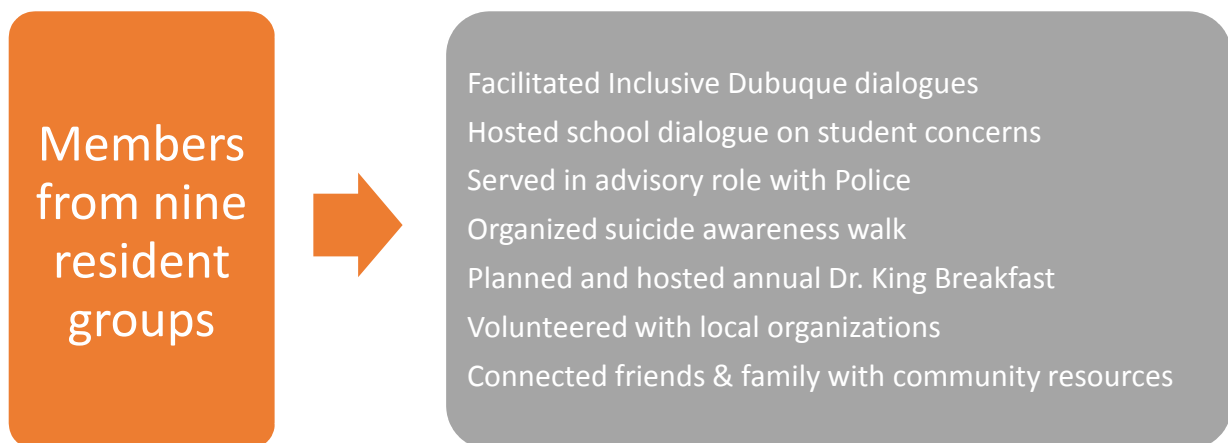 Members
from nine
resident
groups
Facilitated Inclusive Dubuque dialogues
Hosted school dialogue on student concerns
Served in advisory role with Police
Organized suicide awareness walk
Planned and hosted annual Dr. King Breakfast
Volunteered with local organizations
Connected friends & family with community resources